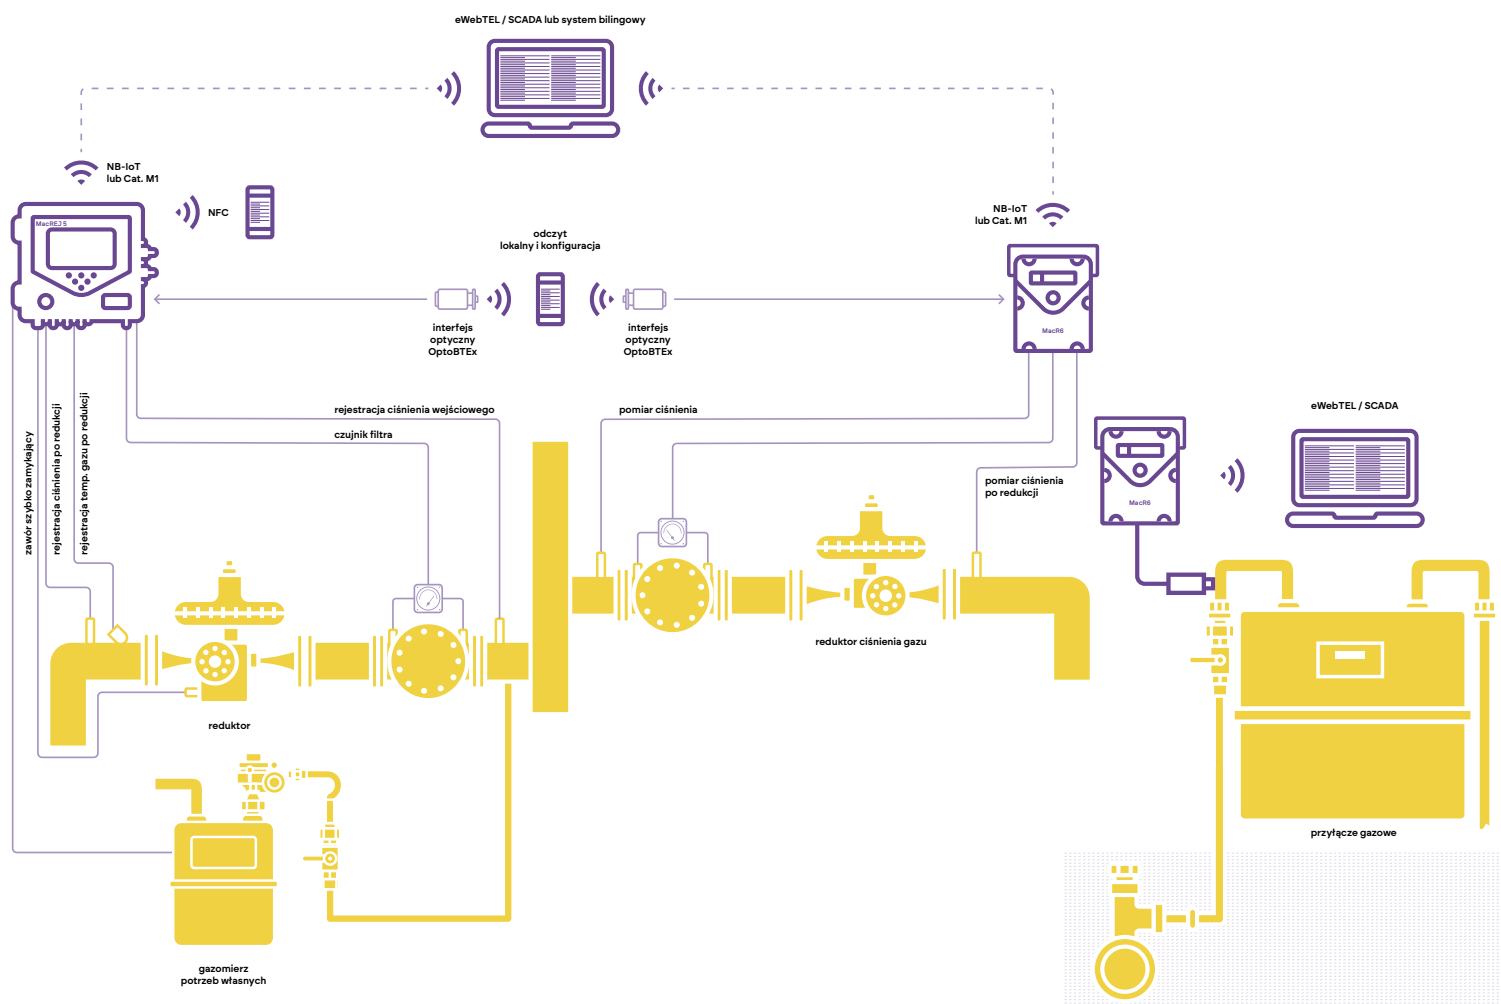 eWebTEL / SCADA lub system bilingowy
NB-IoT
lub Cat. M1
NFC
MacREJ 5
odczyt
lokalny i konfiguracja
NB-IoT
lub Cat. M1
interfejs
optyczny
OptoBTEx
interfejs
optyczny
OptoBTEx
MacR6
zawór szybko zamykający
rejestracja ciśnienia po redukcji
rejestracja temp. gazu po redukcji
rejestracja ciśnienia wejściowego
czujnik filtra
pomiar ciśnienia
pomiar ciśnienia
po redukcji
eWebTEL / SCADA
MacR6
reduktor ciśnienia gazu
reduktor
przyłącze gazowe
gazomierz
potrzeb własnych